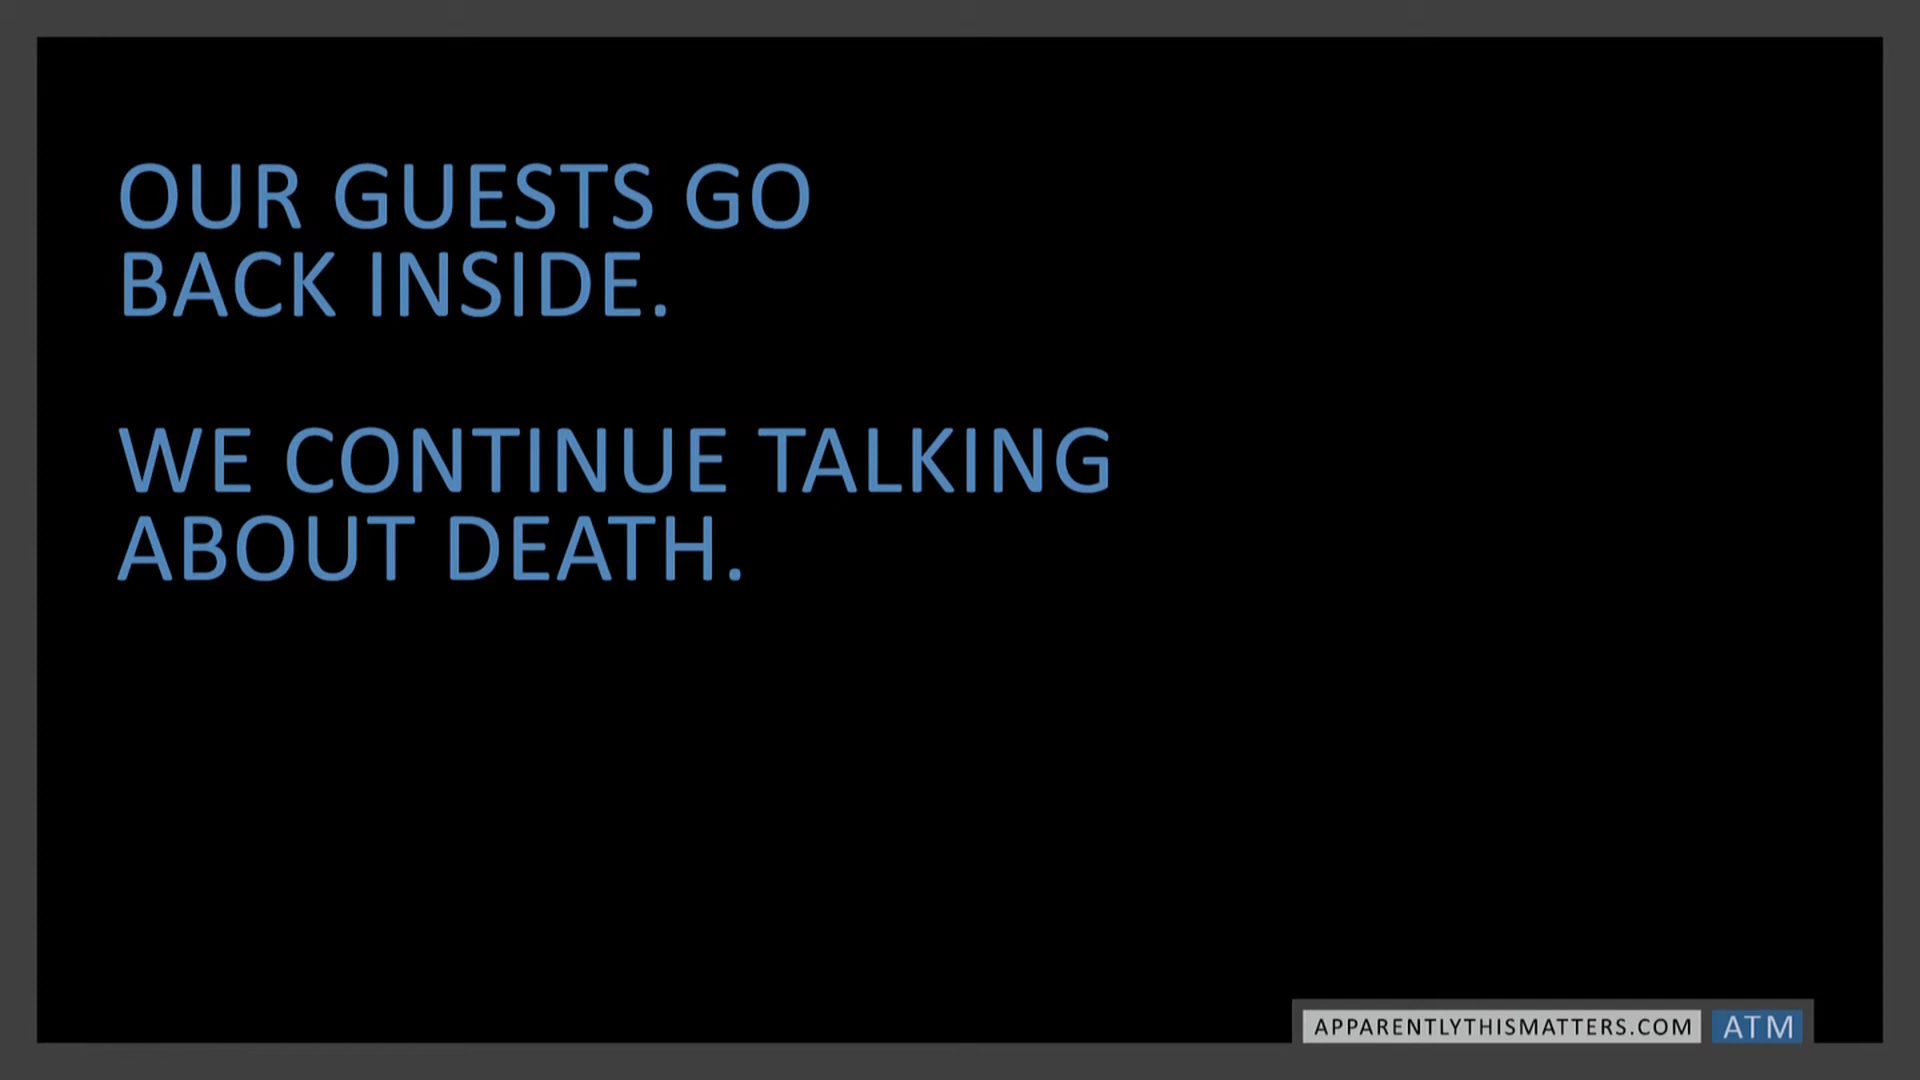 OUR GUESTS GO
BACK INSIDE.
WE CONTINUE TALKING
ABOUT DEATH.
APPARENTLYTHISMATTERS.COM ATM